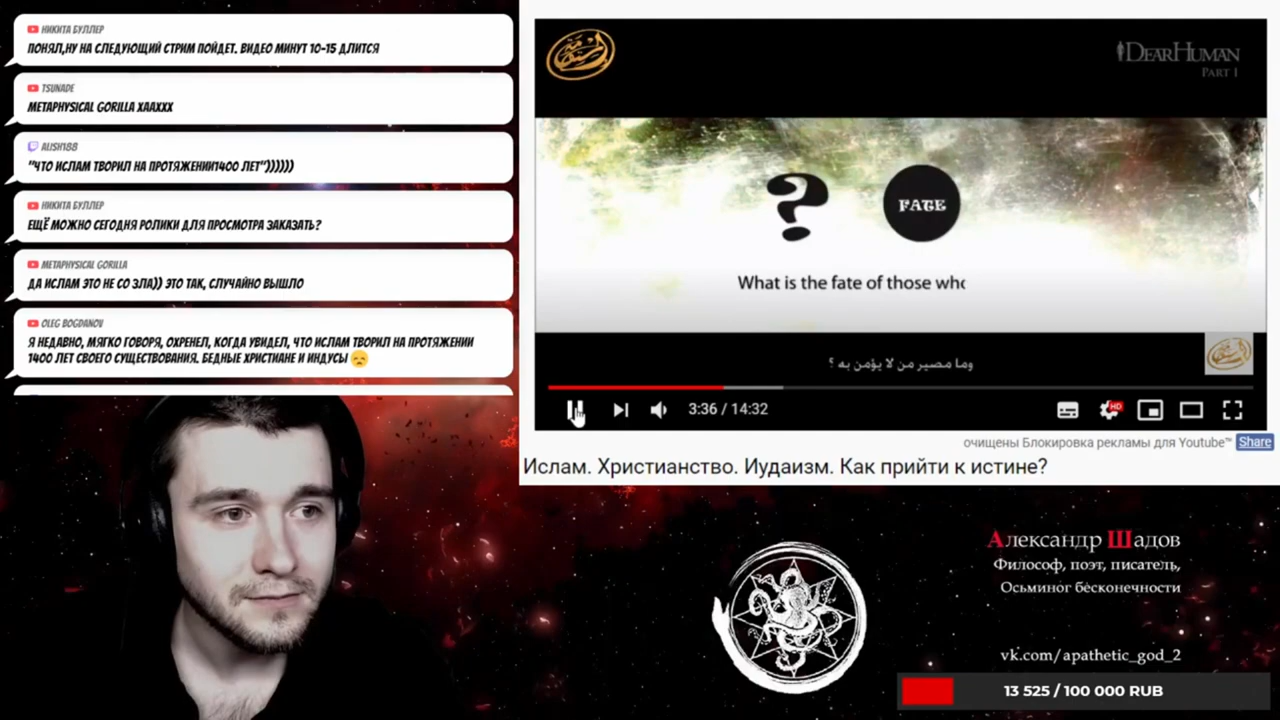 НИКИТА БУЛЛЕР
ПОНЯЛ,НУ НА СЛЕДУЮЩИЙ СТРИМ ПОЙДЕТ. ВИДЕО МИНУТ 10-15 ДЛИТСЯ
TSUNADE
METAPHYSICAL GORILLA ХААХХХ
ALISH188
"ЧТО ИСЛАМ ТВОРИЛ НА ПРОТЯЖЕНИИ1400 ЛЕТ"))))))
НИКИТА БУЛЛЕР
ЕЩЁ МОЖНО СЕГОДНЯ РОЛИКИ ДЛЯ ПРОСМОТРА ЗАКАЗАТЬ?
METAPHYSICAL GORILLA
ДА ИСЛАМ ЭТО НЕ СО ЗЛА)) ЭТО ТАК, СЛУЧАЙНО ВЫШЛО
OLEG BOGDANOV
Я НЕДАВНО, МЯГКО ГОВОРЯ, ОХРЕНЕЛ, КОГДА УВИДЕЛ, ЧТО ИСЛАМ ТВОРИЛ НА ПРОТЯЖЕНИИ
1400 ЛЕТ СВОЕГО СУЩЕСТВОВАНИЯ. БЕДНЫЕ ХРИСТИАНЕ И ИНДУСЫ 😞
DEARHUMAN
PART I
?
FATE
What is the fate of those who
وما مصير من لا يؤمن به ؟
3:36 / 14:32
HD
очищены Блокировка рекламы для Youtube™ Share
Ислам. Христианство. Иудаизм. Как прийти к истине?
Александр Шадов
Философ, поэт, писатель,
Осьминог бесконечности
vk.com/apathetic_god_2
13 525 / 100 000 RUB